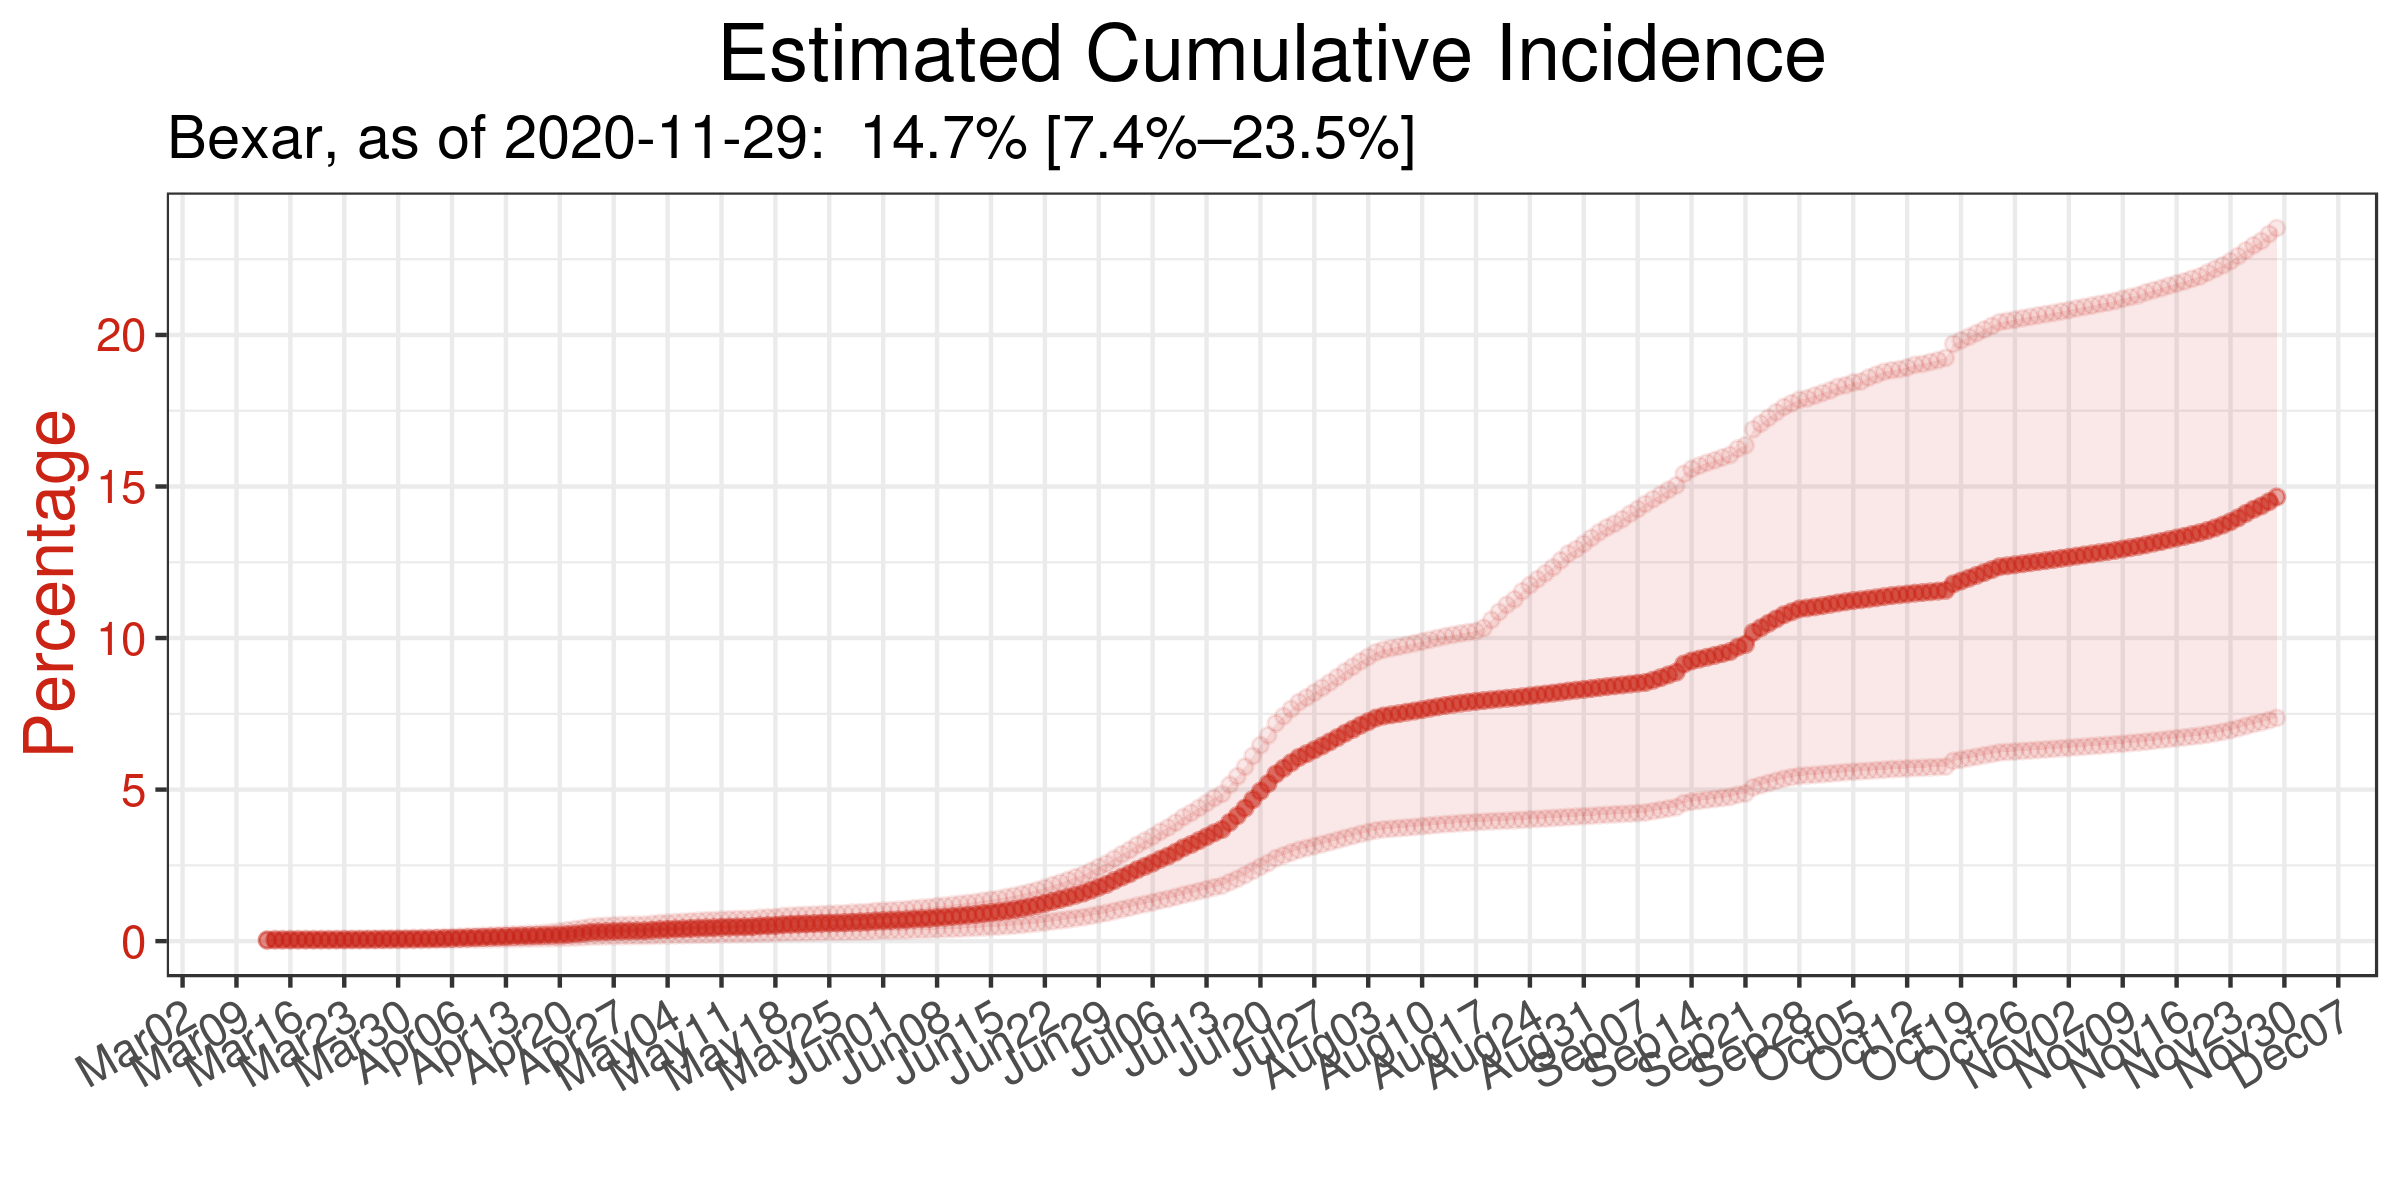 Estimated Cumulative Incidence
Bexar, as of 2020-11-29:  14.7% [7.4%–23.5%]
Percentage
20
15
10
5
0
Mar02
Mar09
Mar16
Mar23
Mar30
Apr06
Apr13
Apr20
Apr27
May04
May11
May18
May25
Jun01
Jun08
Jun15
Jun22
Jun29
Jul06
Jul13
Jul20
Jul27
Aug03
Aug10
Aug17
Aug24
Aug31
Sep07
Sep14
Sep21
Sep28
Oct05
Oct12
Oct19
Oct26
Nov02
Nov09
Nov16
Nov23
Nov30
Dec07